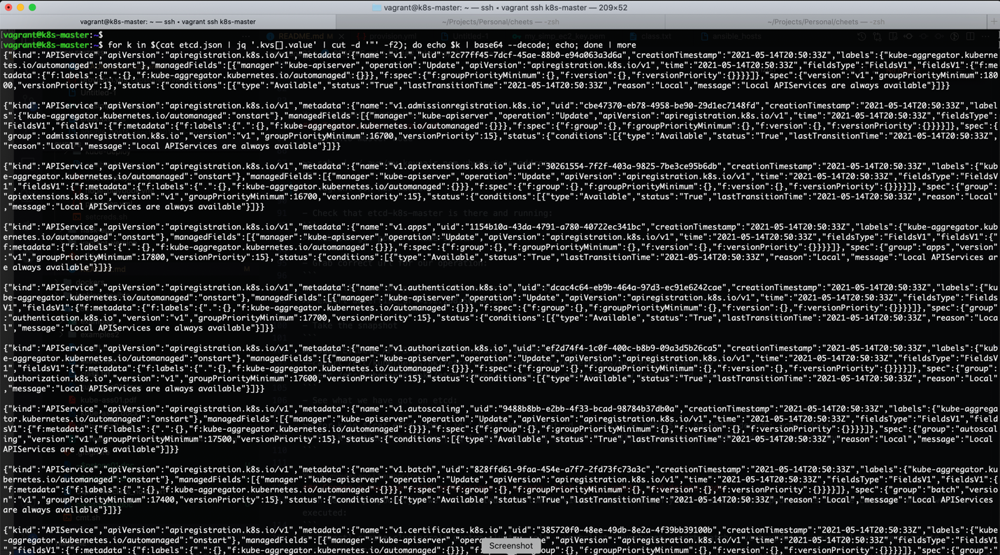 vagrant@k8s-master: ~ — ssh ◂ vagrant ssh k8s-master — 209×52
vagrant@k8s-master: ~ — ssh ◂ vagrant ssh k8s-master
~/Projects/Personal/cheets — -zsh
~/Projects/Personal/cheets — -zsh
[vagrant@k8s-master:~$
[vagrant@k8s-master:~$ for k in $(cat etcd.json | jq '.kvs[].value' | cut -d '"' -f2); do echo $k | base64 --decode; echo; done | more
{"kind":"APIService","apiVersion":"apiregistration.k8s.io/v1","metadata":{"name":"v1.","uid":"2c77ff45-7dcf-45ae-88b0-e94a063a3d6a","creationTimestamp":"2021-05-14T20:50:33Z","labels":{"kube-aggregator.kuberne
tes.io/automanaged":"onstart"},"managedFields":[{"manager":"kube-apiserver","operation":"Update","apiVersion":"apiregistration.k8s.io/v1","time":"2021-05-14T20:50:33Z","fieldsType":"FieldsV1","fieldsV1":{"f:me
tadata":{"f:labels":{".":{},"f:kube-aggregator.kubernetes.io/automanaged":{}}},"f:spec":{"f:groupPriorityMinimum":{},"f:version":{},"f:versionPriority":{}}}}]},"spec":{"version":"v1","groupPriorityMinimum":180
00,"versionPriority":1},"status":{"conditions":[{"type":"Available","status":"True","lastTransitionTime":"2021-05-14T20:50:33Z","reason":"Local","message":"Local APIServices are always available"}]}}
{"kind":"APIService","apiVersion":"apiregistration.k8s.io/v1","metadata":{"name":"v1.admissionregistration.k8s.io","uid":"cbe47370-eb78-4958-be90-29d1ec7148fd","creationTimestamp":"2021-05-14T20:50:33Z","label
s":{"kube-aggregator.kubernetes.io/automanaged":"onstart"},"managedFields":[{"manager":"kube-apiserver","operation":"Update","apiVersion":"apiregistration.k8s.io/v1","time":"2021-05-14T20:50:33Z","fieldsType":
"FieldsV1","fieldsV1":{"f:metadata":{"f:labels":{".":{},"f:kube-aggregator.kubernetes.io/automanaged":{}}},"f:spec":{"f:group":{},"f:groupPriorityMinimum":{},"f:version":{},"f:versionPriority":{}}}}]},"spec":{
"group":"admissionregistration.k8s.io","version":"v1","groupPriorityMinimum":16700,"versionPriority":15},"status":{"conditions":[{"type":"Available","status":"True","lastTransitionTime":"2021-05-14T20:50:33Z",
"reason":"Local","message":"Local APIServices are always available"}]}}
{"kind":"APIService","apiVersion":"apiregistration.k8s.io/v1","metadata":{"name":"v1.apiextensions.k8s.io","uid":"30261554-7f2f-403a-9825-7be3ce95b6db","creationTimestamp":"2021-05-14T20:50:33Z","labels":{"kub
e-aggregator.kubernetes.io/automanaged":"onstart"},"managedFields":[{"manager":"kube-apiserver","operation":"Update","apiVersion":"apiregistration.k8s.io/v1","time":"2021-05-14T20:50:33Z","fieldsType":"FieldsV
1","fieldsV1":{"f:metadata":{"f:labels":{".":{},"f:kube-aggregator.kubernetes.io/automanaged":{}}},"f:spec":{"f:group":{},"f:groupPriorityMinimum":{},"f:version":{},"f:versionPriority":{}}}}]},"spec":{"group":
"apiextensions.k8s.io","version":"v1","groupPriorityMinimum":16700,"versionPriority":15},"status":{"conditions":[{"type":"Available","status":"True","lastTransitionTime":"2021-05-14T20:50:33Z","reason":"Local"
,"message":"Local APIServices are always available"}]}}
{"kind":"APIService","apiVersion":"apiregistration.k8s.io/v1","metadata":{"name":"v1.apps","uid":"1154b10a-43da-4791-a780-40722ec341bc","creationTimestamp":"2021-05-14T20:50:33Z","labels":{"kube-aggregator.kub
ernetes.io/automanaged":"onstart"},"managedFields":[{"manager":"kube-apiserver","operation":"Update","apiVersion":"apiregistration.k8s.io/v1","time":"2021-05-14T20:50:33Z","fieldsType":"FieldsV1","fieldsV1":{"
f:metadata":{"f:labels":{".":{},"f:kube-aggregator.kubernetes.io/automanaged":{}}},"f:spec":{"f:group":{},"f:groupPriorityMinimum":{},"f:version":{},"f:versionPriority":{}}}}]},"spec":{"group":"apps","version"
:"v1","groupPriorityMinimum":17800,"versionPriority":15},"status":{"conditions":[{"type":"Available","status":"True","lastTransitionTime":"2021-05-14T20:50:33Z","reason":"Local","message":"Local APIServices ar
e always available"}]}}
{"kind":"APIService","apiVersion":"apiregistration.k8s.io/v1","metadata":{"name":"v1.authentication.k8s.io","uid":"dcac4c64-eb9b-464a-97d3-ec91e6242cae","creationTimestamp":"2021-05-14T20:50:33Z","labels":{"ku
be-aggregator.kubernetes.io/automanaged":"onstart"},"managedFields":[{"manager":"kube-apiserver","operation":"Update","apiVersion":"apiregistration.k8s.io/v1","time":"2021-05-14T20:50:33Z","fieldsType":"Fields
V1","fieldsV1":{"f:metadata":{"f:labels":{".":{},"f:kube-aggregator.kubernetes.io/automanaged":{}}},"f:spec":{"f:group":{},"f:groupPriorityMinimum":{},"f:version":{},"f:versionPriority":{}}}}]},"spec":{"group"
:"authentication.k8s.io","version":"v1","groupPriorityMinimum":17700,"versionPriority":15},"status":{"conditions":[{"type":"Available","status":"True","lastTransitionTime":"2021-05-14T20:50:33Z","reason":"Loca
l","message":"Local APIServices are always available"}]}}
{"kind":"APIService","apiVersion":"apiregistration.k8s.io/v1","metadata":{"name":"v1.authorization.k8s.io","uid":"ef2d74f4-1c0f-400c-b8b9-09a3d5b26ca5","creationTimestamp":"2021-05-14T20:50:33Z","labels":{"kub
e-aggregator.kubernetes.io/automanaged":"onstart"},"managedFields":[{"manager":"kube-apiserver","operation":"Update","apiVersion":"apiregistration.k8s.io/v1","time":"2021-05-14T20:50:33Z","fieldsType":"FieldsV
1","fieldsV1":{"f:metadata":{"f:labels":{".":{},"f:kube-aggregator.kubernetes.io/automanaged":{}}},"f:spec":{"f:group":{},"f:groupPriorityMinimum":{},"f:version":{},"f:versionPriority":{}}}}]},"spec":{"group":
"authorization.k8s.io","version":"v1","groupPriorityMinimum":17600,"versionPriority":15},"status":{"conditions":[{"type":"Available","status":"True","lastTransitionTime":"2021-05-14T20:50:33Z","reason":"Local"
,"message":"Local APIServices are always available"}]}}
{"kind":"APIService","apiVersion":"apiregistration.k8s.io/v1","metadata":{"name":"v1.autoscaling","uid":"9488b8bb-e2bb-4f33-bcad-98784b37db0a","creationTimestamp":"2021-05-14T20:50:33Z","labels":{"kube-aggrega
tor.kubernetes.io/automanaged":"onstart"},"managedFields":[{"manager":"kube-apiserver","operation":"Update","apiVersion":"apiregistration.k8s.io/v1","time":"2021-05-14T20:50:33Z","fieldsType":"FieldsV1","field
sV1":{"f:metadata":{"f:labels":{".":{},"f:kube-aggregator.kubernetes.io/automanaged":{}}},"f:spec":{"f:group":{},"f:groupPriorityMinimum":{},"f:version":{},"f:versionPriority":{}}}}]},"spec":{"group":"autoscal
ing","version":"v1","groupPriorityMinimum":17500,"versionPriority":15},"status":{"conditions":[{"type":"Available","status":"True","lastTransitionTime":"2021-05-14T20:50:33Z","reason":"Local","message":"Local
APIServices are always available"}]}}
{"kind":"APIService","apiVersion":"apiregistration.k8s.io/v1","metadata":{"name":"v1.batch","uid":"828ffd61-9faa-454e-a7f7-2fd73fc73a3c","creationTimestamp":"2021-05-14T20:50:33Z","labels":{"kube-aggregator.ku
bernetes.io/automanaged":"onstart"},"managedFields":[{"manager":"kube-apiserver","operation":"Update","apiVersion":"apiregistration.k8s.io/v1","time":"2021-05-14T20:50:33Z","fieldsType":"FieldsV1","fieldsV1":{
"f:metadata":{"f:labels":{".":{},"f:kube-aggregator.kubernetes.io/automanaged":{}}},"f:spec":{"f:group":{},"f:groupPriorityMinimum":{},"f:version":{},"f:versionPriority":{}}}}]},"spec":{"group":"batch","versio
n":"v1","groupPriorityMinimum":17400,"versionPriority":15},"status":{"conditions":[{"type":"Available","status":"True","lastTransitionTime":"2021-05-14T20:50:33Z","reason":"Local","message":"Local APIServices
are always available"}]}}
{"kind":"APIService","apiVersion":"apiregistration.k8s.io/v1","metadata":{"name":"v1.certificates.k8s.io","uid":"385720f0-48ee-49db-8e2a-4f39bb39100b","creationTimestamp":"2021-05-14T20:50:33Z","labels":{"kube
-aggregator.kubernetes.io/automanaged":"onstart"},"managedFields":[{"manager":"kube-apiserver","oper "apiVersion":"apiregistration.k8s.io/v1","time":"2021-05-14T20:50:33Z","fieldsType":"FieldsV1
","fieldsV1":{"f:metadata":{"f:labels":{".":{},"f:kube-aggregator.kubernetes.io/automanaged":{}}},"f group":{},"f:groupPriorityMinimum":{},"f:version":{},"f:versionPriority":{}}}}]},"spec":{"group":"
Screenshot